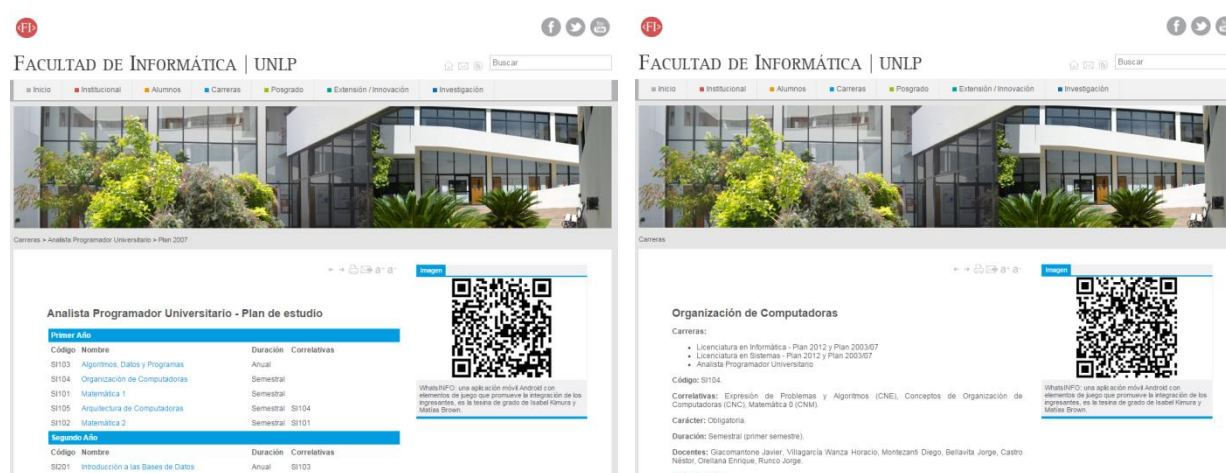 FI
FACULTAD DE INFORMÁTICA | UNLP
Buscar
Inicio Institucional Alumnos Carreras Posgrado Extensión / Innovación Investigación
Carreras > Analista Programador Universitario > Plan 2007
a+ a-
Imagen
Analista Programador Universitario - Plan de estudio
Primer Año
Código Nombre Duración Correlativas
SI103 Algoritmos, Datos y Programas Anual
SI104 Organización de Computadoras Semestral
SI101 Matemática 1 Semestral
SI105 Arquitectura de Computadoras Semestral SI104
SI102 Matemática 2 Semestral SI101
Segundo Año
Código Nombre Duración Correlativas
SI201 Introducción a las Bases de Datos Anual SI103
WhatsINFO: una aplicación móvil Android con
elementos de juego que promueve la integración de los
ingresantes, es la tesina de grado de Isabel Kimura y
Matías Brown.
FI
FACULTAD DE INFORMÁTICA | UNLP
Buscar
Inicio Institucional Alumnos Carreras Posgrado Extensión / Innovación Investigación
Carreras
a+ a-
Imagen
Organización de Computadoras
Carreras:
Licenciatura en Informática - Plan 2012 y Plan 2003/07
Licenciatura en Sistemas - Plan 2012 y Plan 2003/07
Analista Programador Universitario
Código: SI104.
Correlativas: Expresión de Problemas y Algoritmos (CNE), Conceptos de Organización de
Computadoras (CNC), Matemática 0 (CNM).
Carácter: Obligatoria.
Duración: Semestral (primer semestre).
Docentes: Giacomantone Javier, Villagarcía Wanza Horacio, Montezanti Diego, Bellavita Jorge, Castro
Néstor, Orellana Enrique, Runco Jorge.
WhatsINFO: una aplicación móvil Android con
elementos de juego que promueve la integración de los
ingresantes, es la tesina de grado de Isabel Kimura y
Matías Brown.